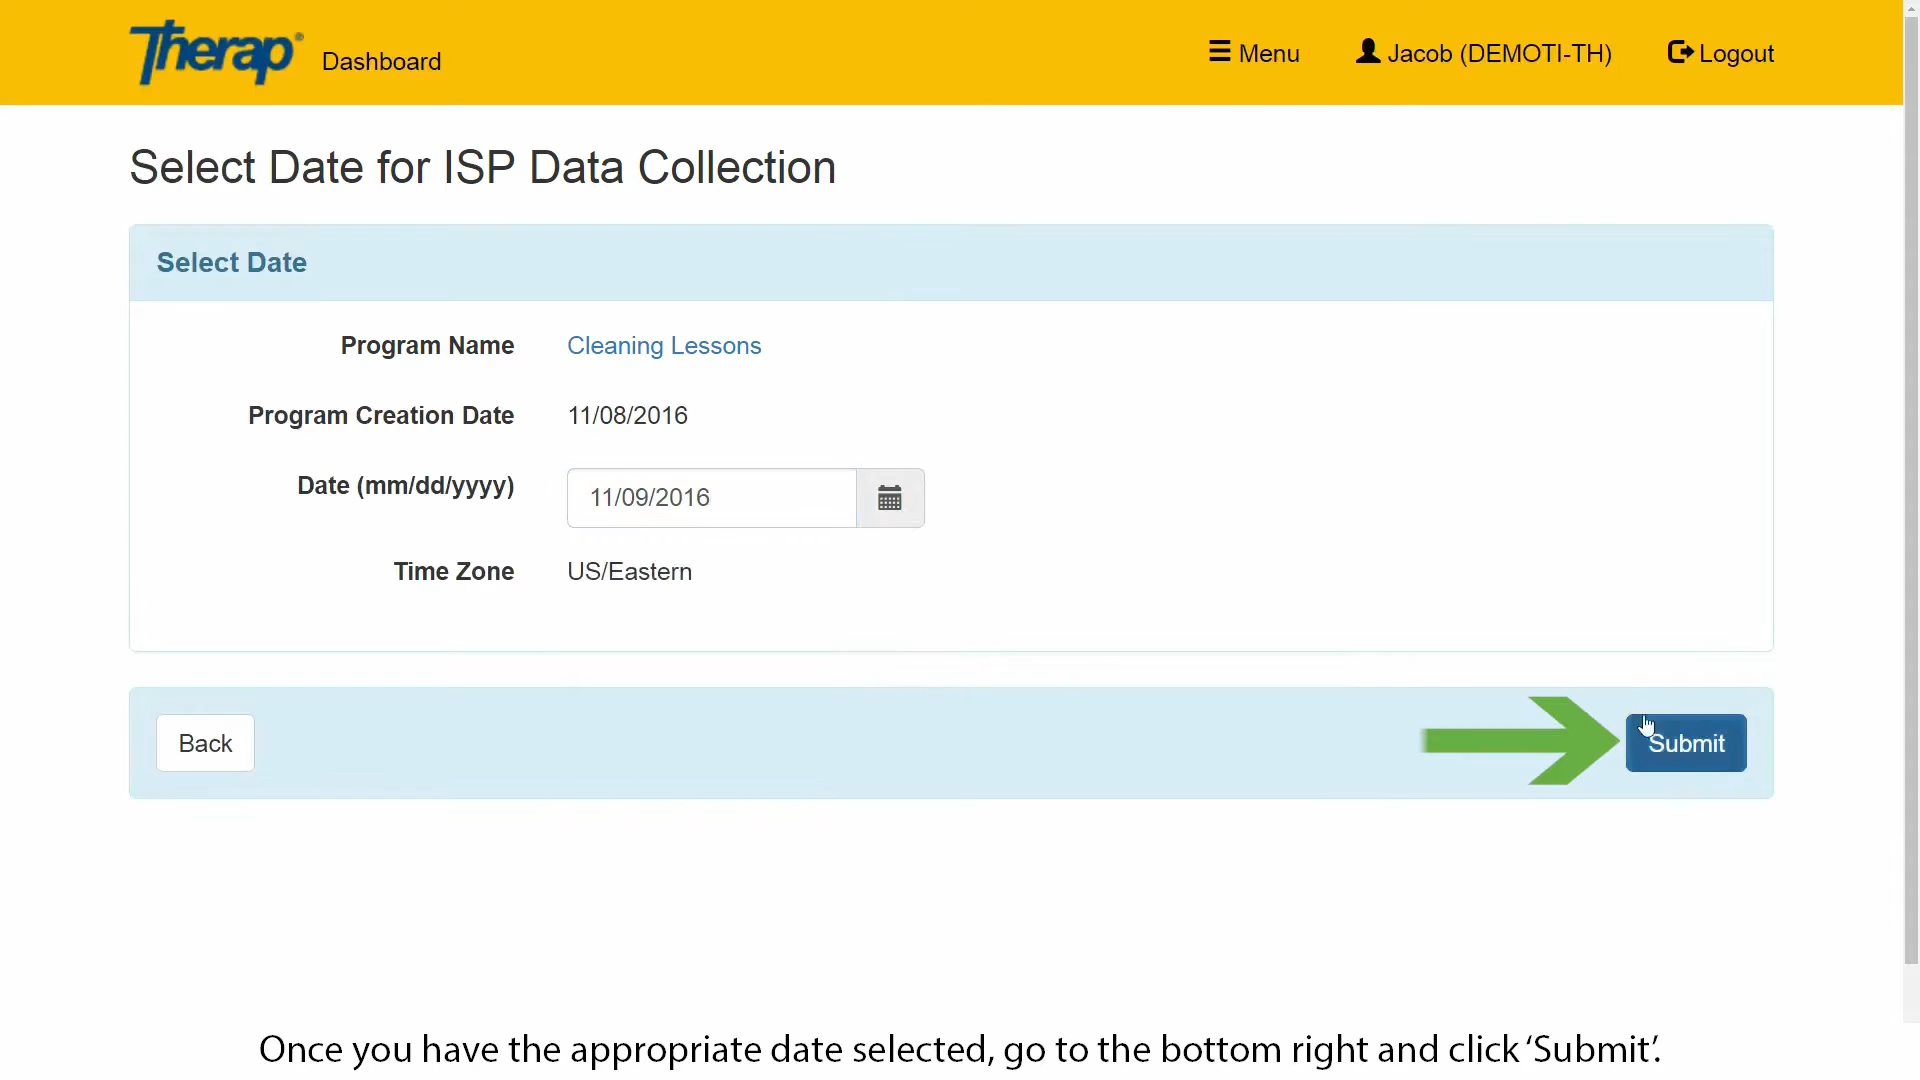 Therap® Dashboard Menu Jacob (DEMOTI-TH) Logout
Select Date for ISP Data Collection
Select Date
Program Name Cleaning Lessons
Program Creation Date 11/08/2016
Date (mm/dd/yyyy) 11/09/2016
Time Zone US/Eastern
Back Submit
Once you have the appropriate date selected, go to the bottom right and click ‘Submit’.